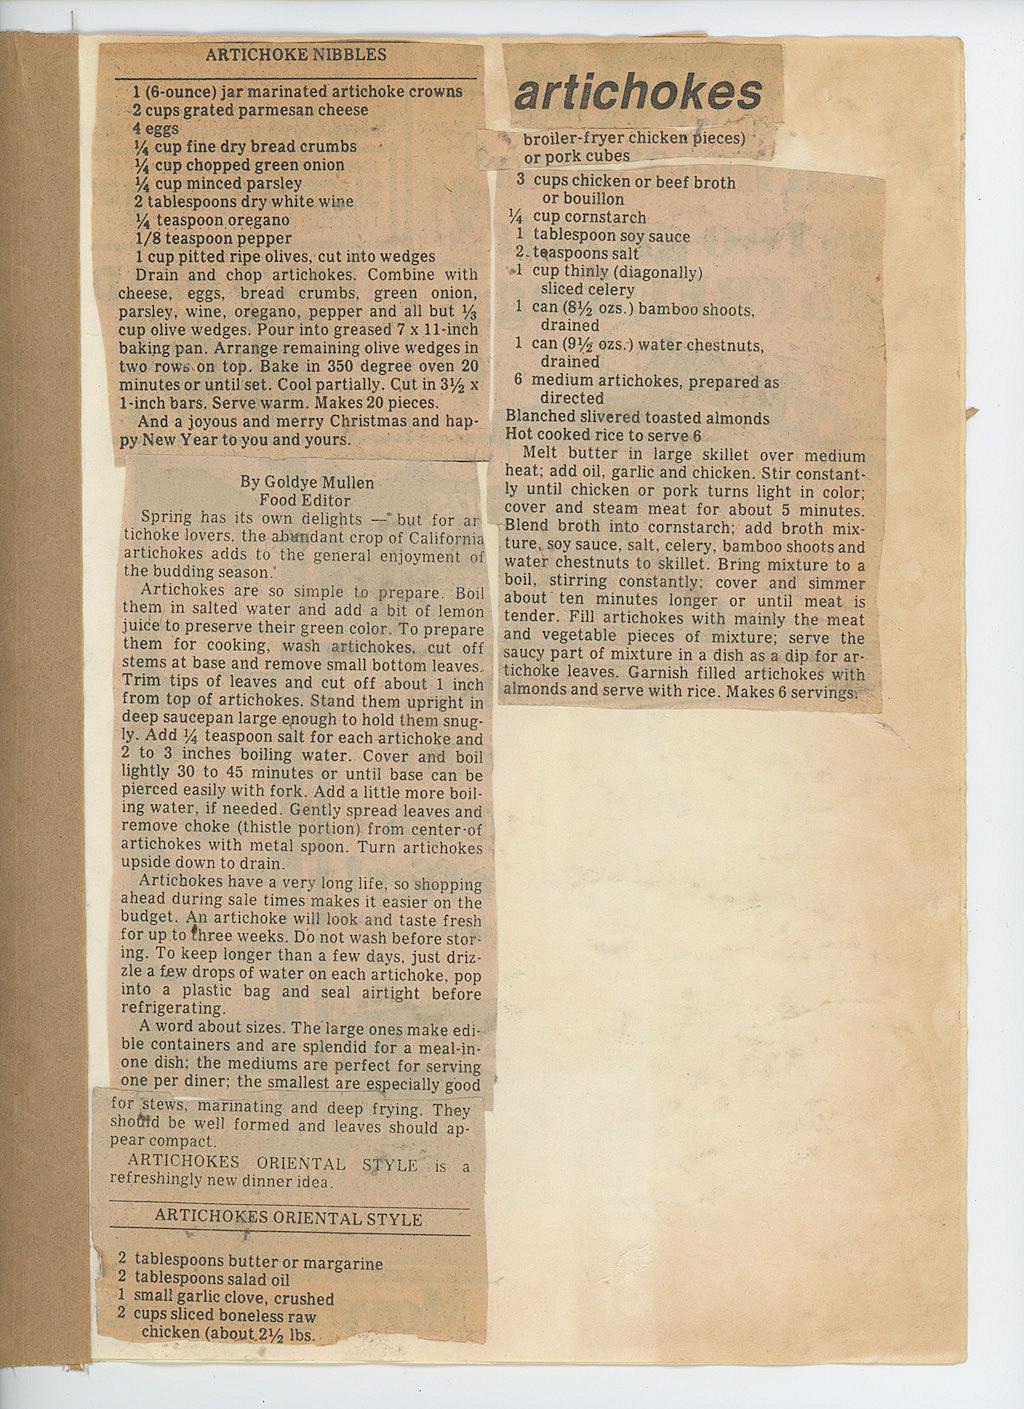 ARTICHOKE NIBBLES
1 (6-ounce) jar marinated artichoke crowns
2 cups grated parmesan cheese
4 eggs
¼ cup fine dry bread crumbs
¼ cup chopped green onion
¼ cup minced parsley
2 tablespoons dry white wine
¼ teaspoon oregano
1/8 teaspoon pepper
1 cup pitted ripe olives, cut into wedges
Drain and chop artichokes. Combine with
cheese, eggs, bread crumbs, green onion,
parsley, wine, oregano, pepper and all but ⅓
cup olive wedges. Pour into greased 7 x 11-inch
baking pan. Arrange remaining olive wedges in
two rows on top. Bake in 350 degree oven 20
minutes or until set. Cool partially. Cut in 3½ x
1-inch bars. Serve warm. Makes 20 pieces.
And a joyous and merry Christmas and hap-
py New Year to you and yours.
By Goldye Mullen
Food Editor
Spring has its own delights — but for ar
tichoke lovers, the abundant crop of California
artichokes adds to the general enjoyment of
the budding season.
Artichokes are so simple to prepare. Boil
them in salted water and add a bit of lemon
juice to preserve their green color. To prepare
them for cooking, wash artichokes, cut off
stems at base and remove small bottom leaves.
Trim tips of leaves and cut off about 1 inch
from top of artichokes. Stand them upright in
deep saucepan large enough to hold them snug-
ly. Add ¼ teaspoon salt for each artichoke and
2 to 3 inches boiling water. Cover and boil
lightly 30 to 45 minutes or until base can be
pierced easily with fork. Add a little more boil-
ing water, if needed. Gently spread leaves and
remove choke (thistle portion) from center of
artichokes with metal spoon. Turn artichokes
upside down to drain.
Artichokes have a very long life, so shopping
ahead during sale times makes it easier on the
budget. An artichoke will look and taste fresh
for up to three weeks. Do not wash before stor-
ing. To keep longer than a few days, just driz-
zle a few drops of water on each artichoke, pop
into a plastic bag and seal airtight before
refrigerating.
A word about sizes. The large ones make edi-
ble containers and are splendid for a meal-in-
one dish; the mediums are perfect for serving
one per diner; the smallest are especially good
for stews, marinating and deep frying. They
should be well formed and leaves should ap-
pear compact.
ARTICHOKES ORIENTAL STYLE is a
refreshingly new dinner idea.
ARTICHOKES ORIENTAL STYLE
2 tablespoons butter or margarine
2 tablespoons salad oil
1 small garlic clove, crushed
2 cups sliced boneless raw
chicken (about 2½ lbs.
artichokes
broiler-fryer chicken pieces)
or pork cubes
3 cups chicken or beef broth
or bouillon
¼ cup cornstarch
1 tablespoon soy sauce
2 teaspoons salt
1 cup thinly (diagonally)
sliced celery
1 can (8½ ozs.) bamboo shoots,
drained
1 can (9½ ozs.) water chestnuts,
drained
6 medium artichokes, prepared as
directed
Blanched slivered toasted almonds
Hot cooked rice to serve 6
Melt butter in large skillet over medium
heat; add oil, garlic and chicken. Stir constant-
ly until chicken or pork turns light in color;
cover and steam meat for about 5 minutes.
Blend broth into cornstarch; add broth mix-
ture, soy sauce, salt, celery, bamboo shoots and
water chestnuts to skillet. Bring mixture to a
boil, stirring constantly; cover and simmer
about ten minutes longer or until meat is
tender. Fill artichokes with mainly the meat
and vegetable pieces of mixture; serve the
saucy part of mixture in a dish as a dip for ar-
tichoke leaves. Garnish filled artichokes with
almonds and serve with rice. Makes 6 servings.